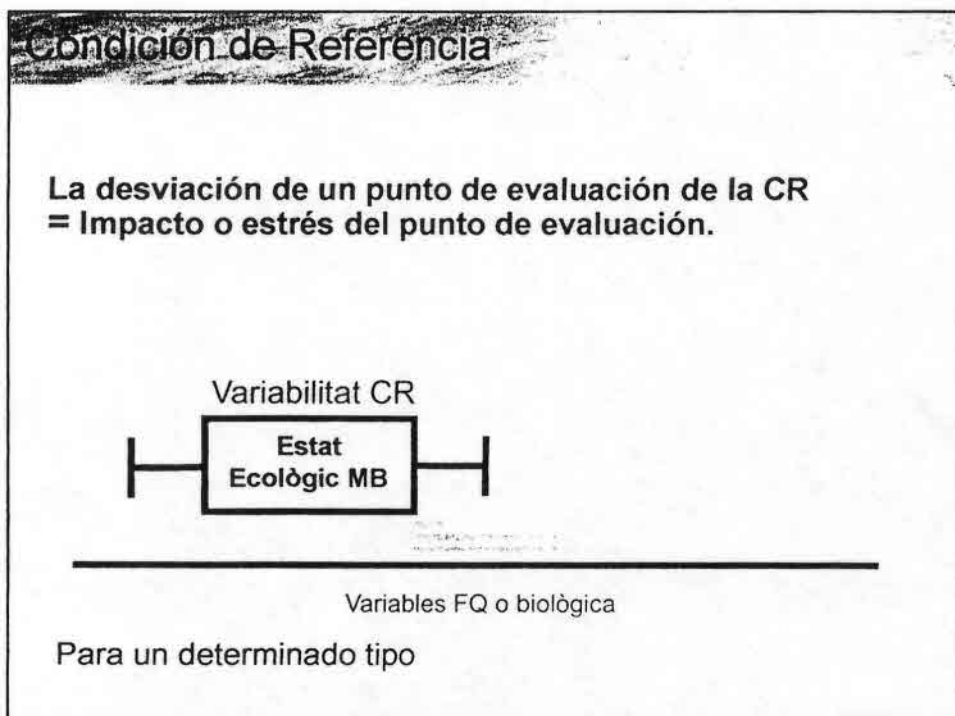 Condición de Referencia
La desviación de un punto de evaluación de la CR
= Impacto o estrés del punto de evaluación.
Variabilitat CR
Estat
Ecològic MB
Variables FQ o biològica
Para un determinado tipo